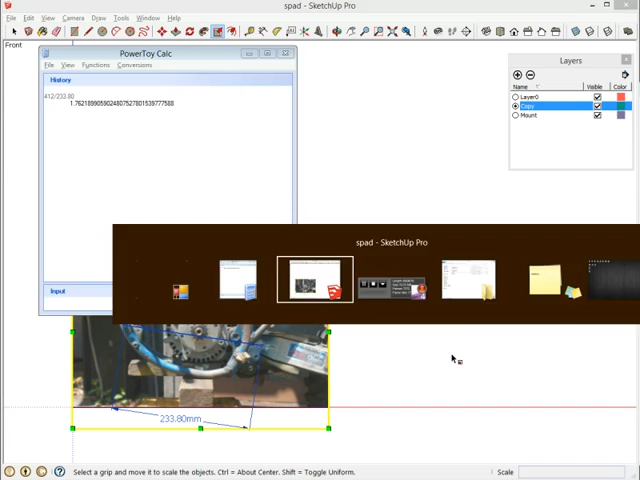 spad - SketchUp Pro
File Edit View Camera Draw Tools Window Help
Front
PowerToy Calc
File View Functions Conversions
History
412/233.80
1.7621899059024807527801539777588
Input
Layers
Name Visible Color
Layer0
Copy
Mount
spad - SketchUp Pro
233.80mm
Select a grip and move it to scale the objects. Ctrl = About Center. Shift = Toggle Uniform.
Scale